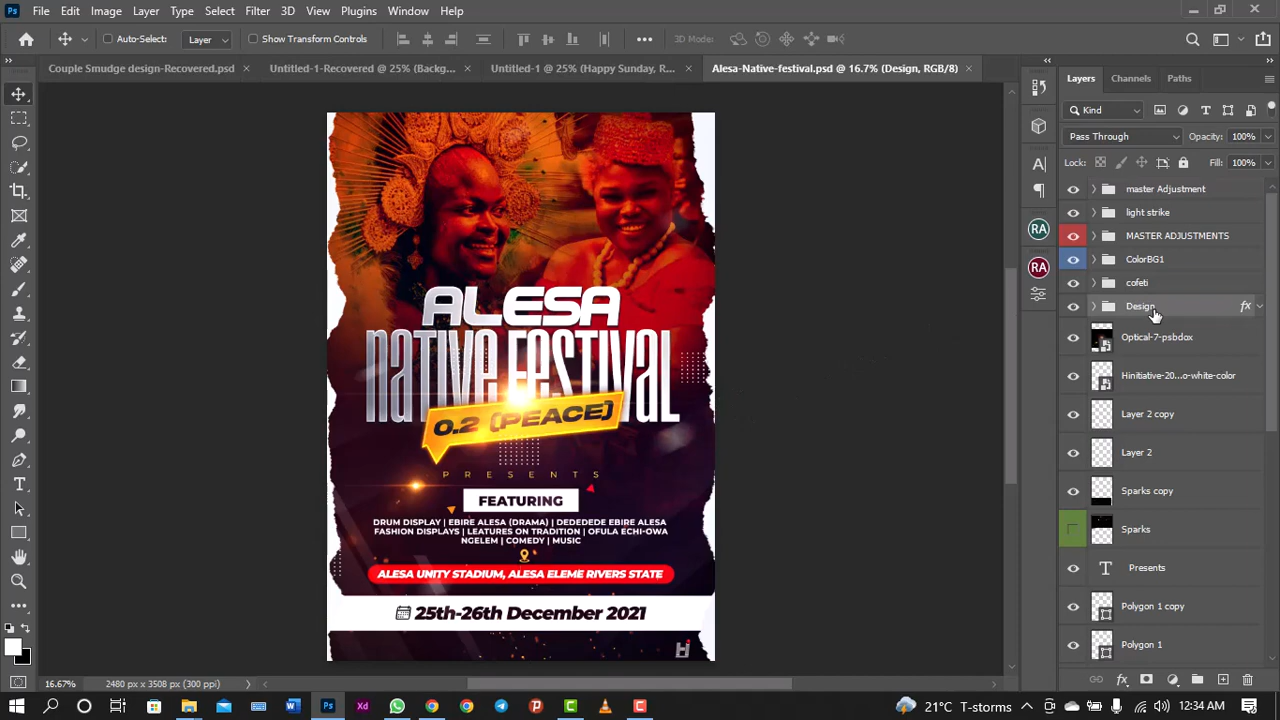 Ps File Edit Image Layer Type Select Filter 3D View Plugins Window Help
Auto-Select: Layer Show Transform Controls 3D Mode:
Couple Smudge design-Recovered.psd × Untitled-1-Recovered @ 25% (Backg... × Untitled-1 @ 25% (Happy Sunday, R... × Alesa-Native-festival.psd @ 16.7% (Design, RGB/8) ×
Layers Channels Paths
Kind
Pass Through Opacity: 100%
Lock: Fill: 100%
master Adjustment
light strike
MASTER ADJUSTMENTS
ColorBG1
cofeti
Design fx
Optical-7-psbdox
Hinitiative-20...o-white-color
Layer 2 copy
Layer 2
Sparks copy
Sparks
T Presents
Polygon 1 copy
Polygon 1
RA
RA
ALESA
native festival
0.2 (PEACE)
PRESENTS
FEATURING
DRUM DISPLAY | EBIRE ALESA (DRAMA) | DEDEDEDE EBIRE ALESA
FASHION DISPLAYS | LEATURES ON TRADITION | OFULA ECHI-OWA
NGELEM | COMEDY | MUSIC
ALESA UNITY STADIUM, ALESA ELEME RIVERS STATE
25th-26th December 2021
16.67% 2480 px x 3508 px (300 ppi)
Ps Xd 21°C T-storms 12:34 AM